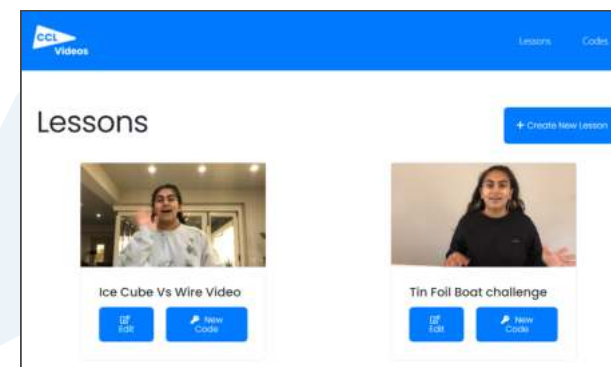 CCL
Videos
Lessons
Codes
Lessons
+ Create New Lesson
Ice Cube Vs Wire Video
Edit
New
Code
Tin Foil Boat challenge
Edit
New
Code